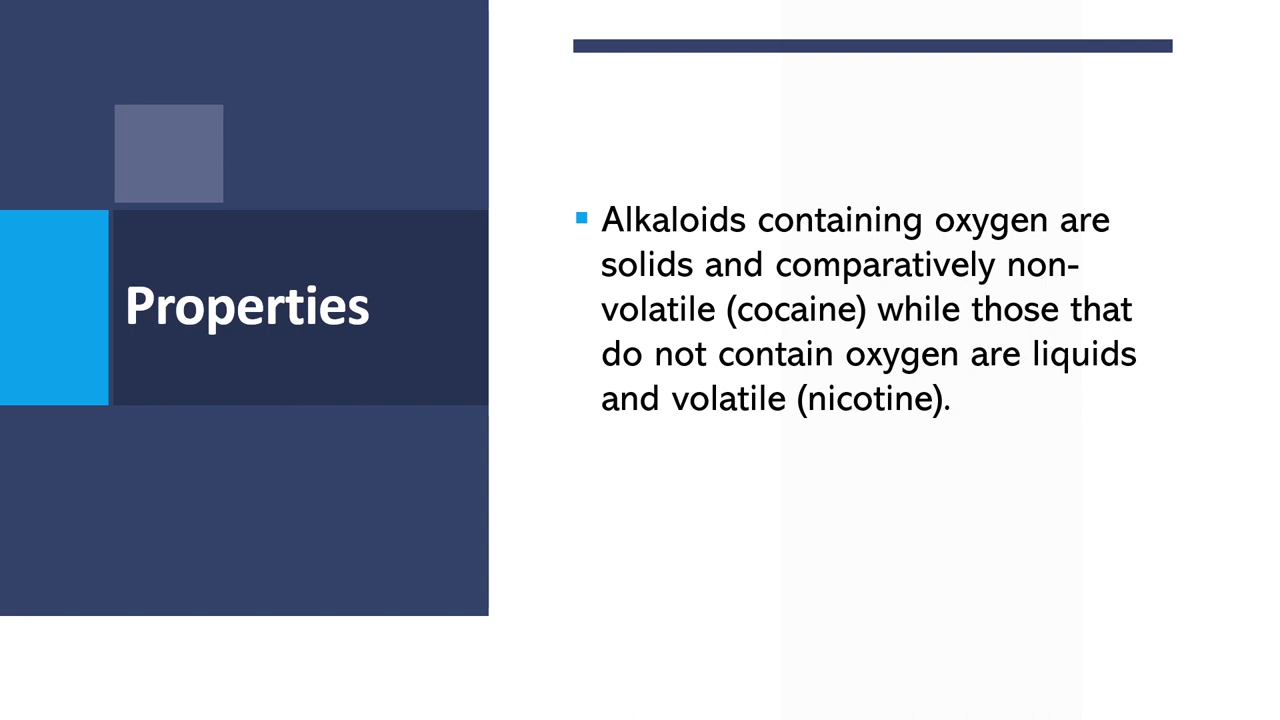 Properties
Alkaloids containing oxygen are
solids and comparatively non-
volatile (cocaine) while those that
do not contain oxygen are liquids
and volatile (nicotine).